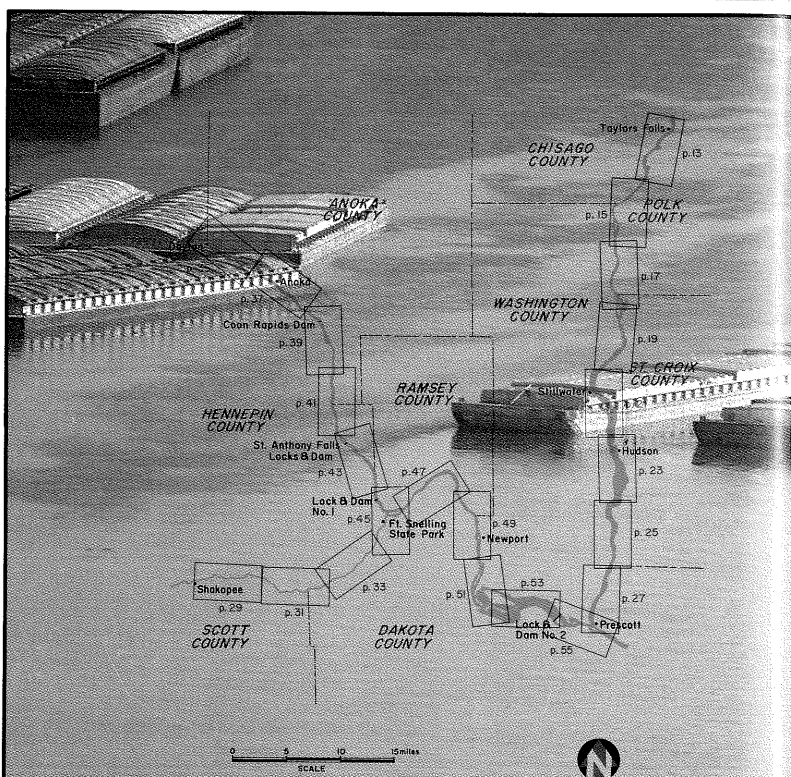 Taylors Falls
CHISAGO
COUNTY
p. 13
ANOKA
COUNTY
p. 15
POLK
COUNTY
p. 17
Anoka
p. 37
WASHINGTON
COUNTY
Coon Rapids Dam
p. 39
p. 19
ST. CROIX
COUNTY
RAMSEY
COUNTY
Stillwater
p. 41
HENNEPIN
COUNTY
St. Anthony Falls
Locks & Dam
Hudson
p. 43
p. 47
p. 23
Lock & Dam
No. 1
p. 45
Ft. Snelling
State Park
p. 49
Newport
p. 25
p. 33
Shakopee
p. 29
p. 31
p. 51
p. 53
p. 27
SCOTT
COUNTY
DAKOTA
COUNTY
Lock &
Dam No. 2
Prescott
p. 55
0 5 10 15 miles
SCALE
N